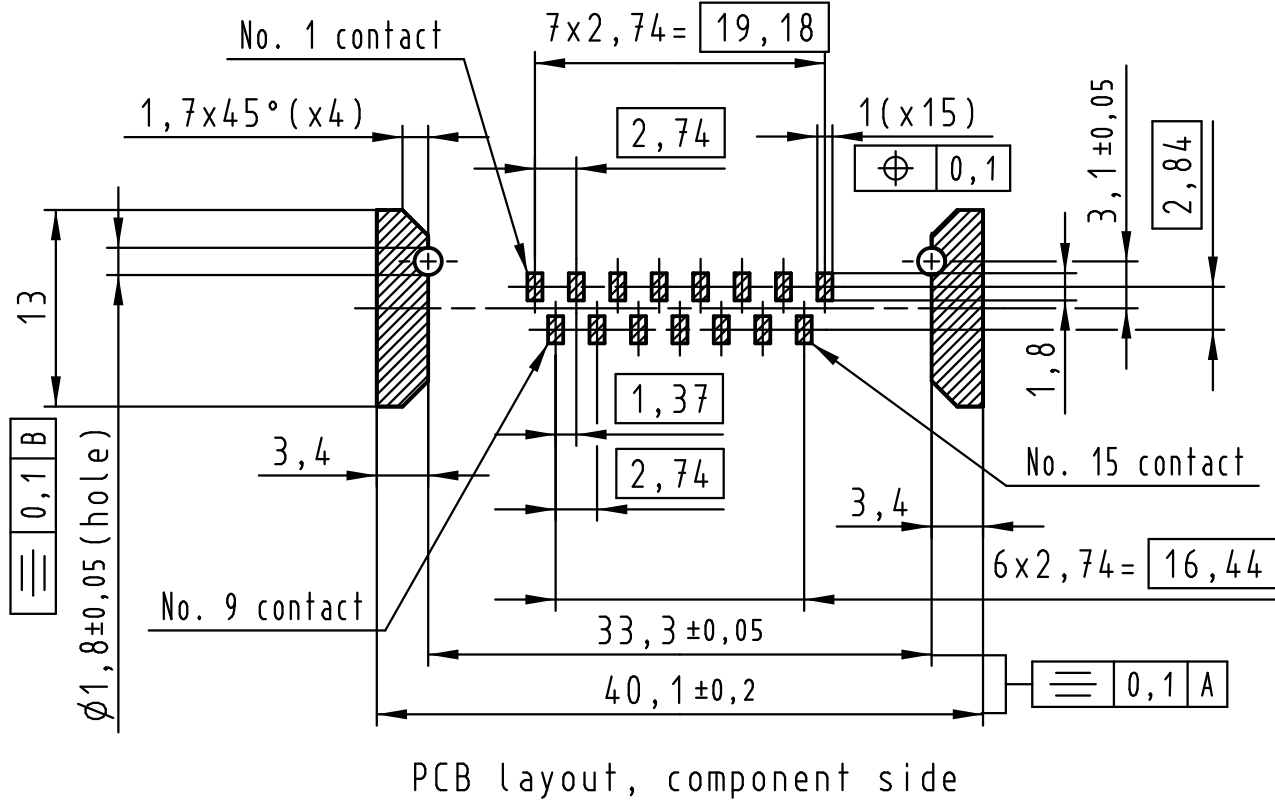 No. 1 contact
7x2,74= 19,18
1,7x45°(x4)
2,74
1(x15)
⌖ 0,1
3,1±0,05
2,84
13
1,8
1,37
3,4
2,74
No. 15 contact
⌯ 0,1 B
Ø1,8±0,05(hole)
3,4
6x2,74= 16,44
No. 9 contact
33,3±0,05
40,1±0,2
⌯ 0,1 A
PCB layout, component side